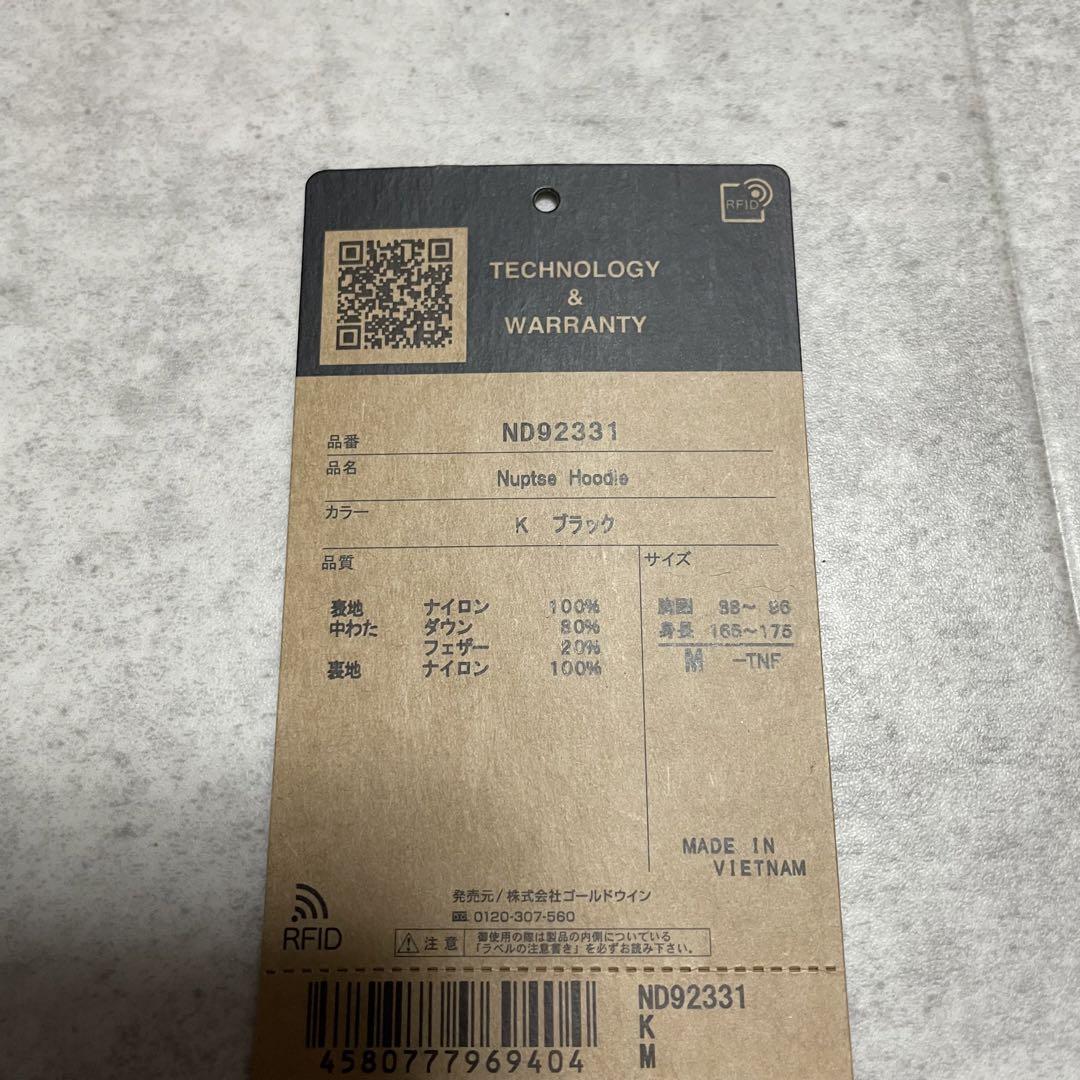 RFID
TECHNOLOGY
&
WARRANTY
品番 ND92331
品名 Nuptse Hoodie
カラー K ブラック
品質
表地 ナイロン 100%
中わた ダウン 80%
フェザー 20%
裏地 ナイロン 100%
サイズ
胸囲 88～ 96
身長 165～175
M -TNF
MADE IN
VIETNAM
発売元/株式会社ゴールドウイン
0120-307-560
RFID
注意
御使用の際は製品の内側についている
「ラベルの注意書き」を必ずお読み下さい。
4580777969404
ND92331
K
M